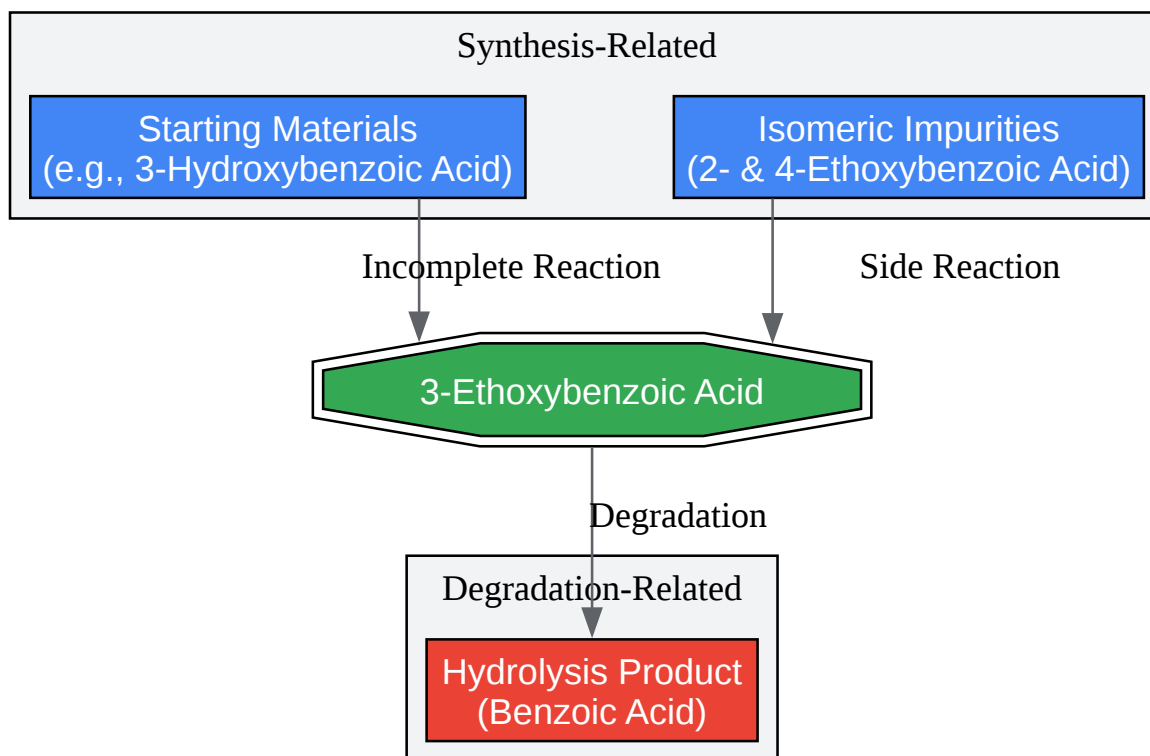 Synthesis-Related
Starting Materials
(e.g., 3-Hydroxybenzoic Acid)
Isomeric Impurities
(2- & 4-Ethoxybenzoic Acid)
Incomplete Reaction
Side Reaction
3-Ethoxybenzoic Acid
Degradation
Degradation-Related
Hydrolysis Product
(Benzoic Acid)